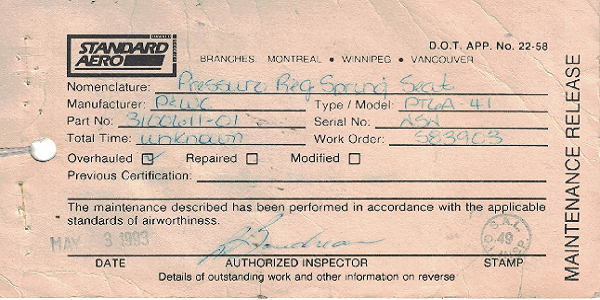 STANDARD AERO
D.O.T. APP. No. 22-58
BRANCHES MONTREAL • WINNIPEG • VANCOUVER
Nomenclature: Pressure Reg Spring Seat
Manufacturer: P&WC Type / Model: PT6A-41
Part No: 3100611-01 Serial No.: NSN
Total Time: unknown Work Order: 583903
Overhauled Repaired Modified
Previous Certification:
The maintenance described has been performed in accordance with the applicable
standards of airworthiness.
MAY 3 1993
49
DATE AUTHORIZED INSPECTOR STAMP
Details of outstanding work and other information on reverse
MAINTENANCE RELEASE